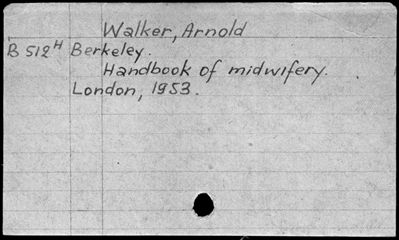 Walker, Arnold
B 512H Berkeley.
Handbook of midwifery.
London, 1953.